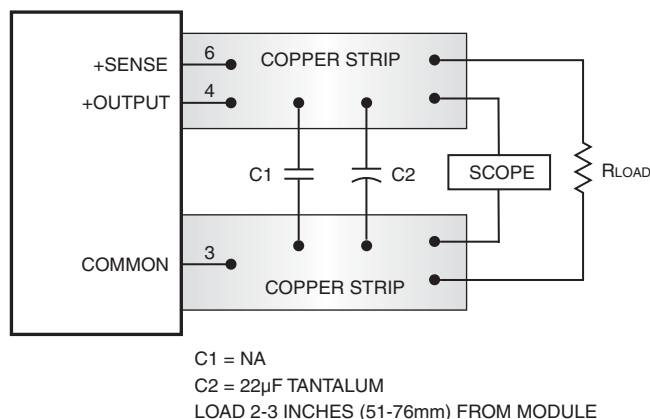 +SENSE
6
COPPER STRIP
+OUTPUT
4
C1
C2
SCOPE
RLOAD
COMMON
3
COPPER STRIP
C1 = NA
C2 = 22µF TANTALUM
LOAD 2-3 INCHES (51-76mm) FROM MODULE